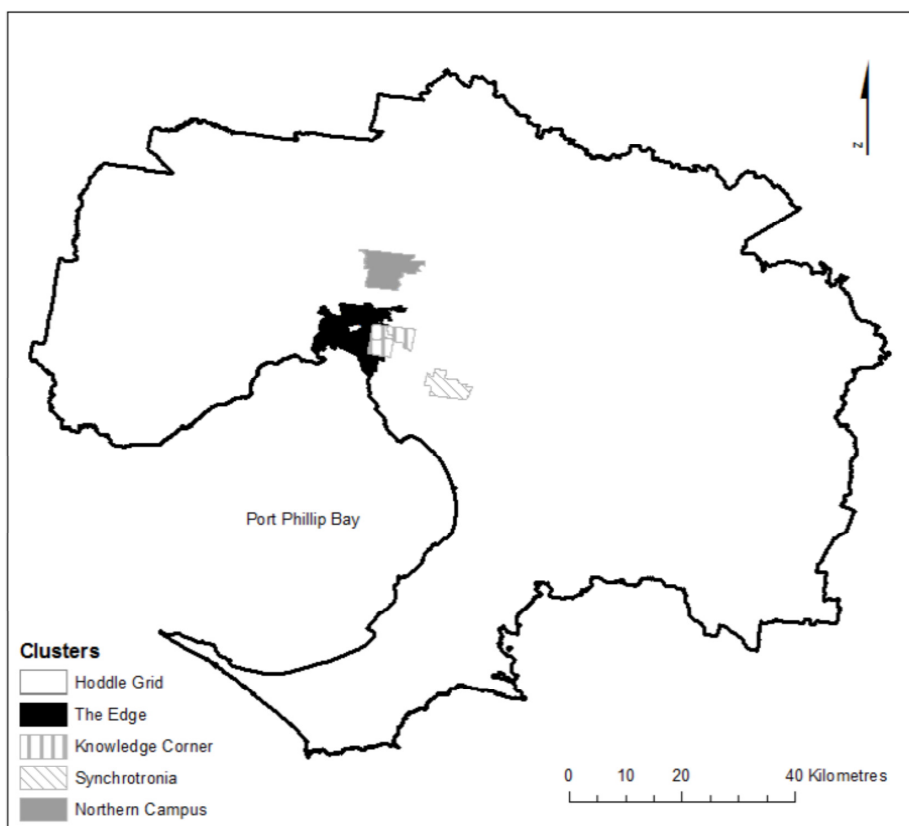 N
Port Phillip Bay
Clusters
Hoddle Grid
The Edge
Knowledge Corner
Synchrotronia
Northern Campus
0 10 20 40 Kilometres